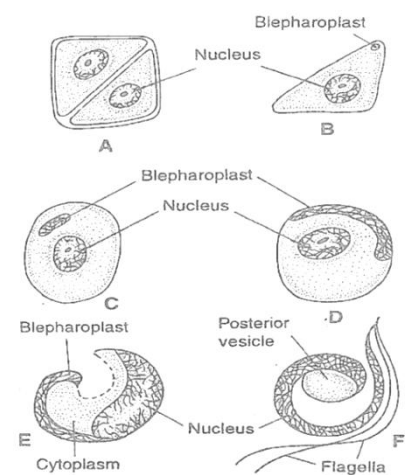 Blepharoplast
Nucleus
A
B
Blepharoplast
Nucleus
C
D
Blepharoplast
Posterior
vesicle
Nucleus
E
F
Cytoplasm
Flagella